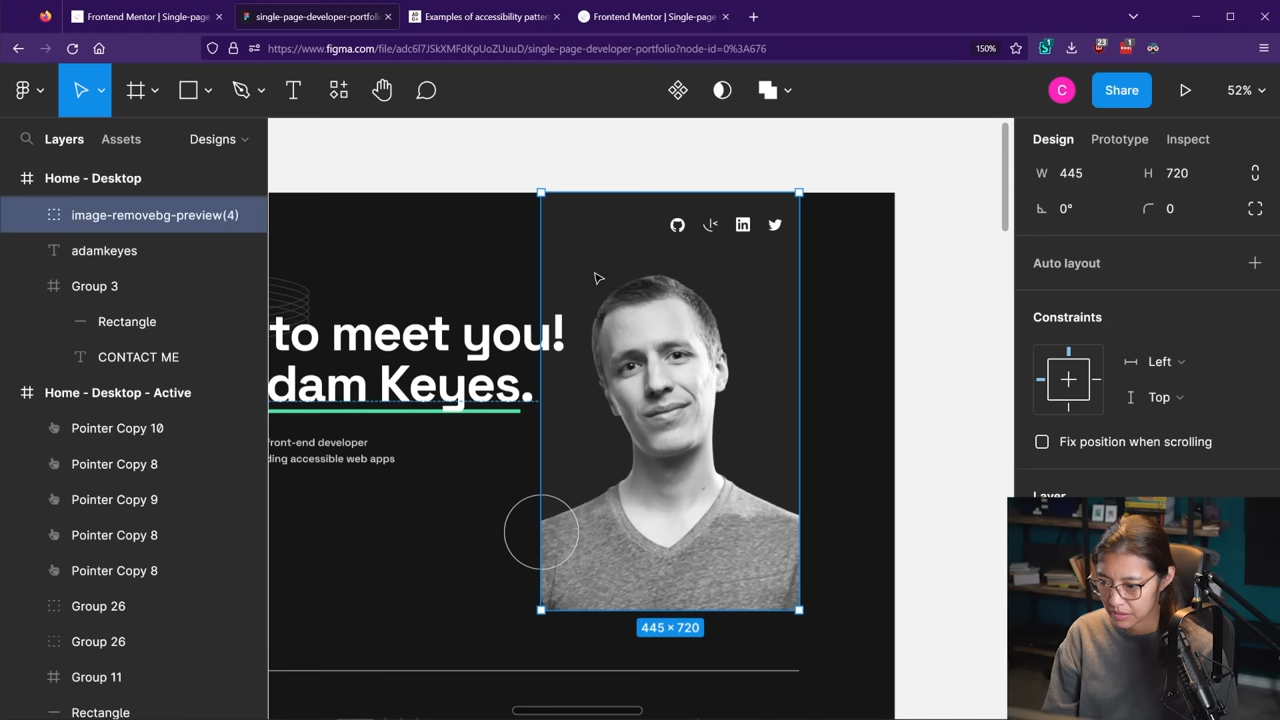 Frontend Mentor | Single-page
single-page-developer-portfoli
Examples of accessibility patter
Frontend Mentor | Single-page
https://www.figma.com/file/adc6I7JSkXMFdKpUoZUuuD/single-page-developer-portfolio?node-id=0%3A676
150%
23
C
Share
52%
Layers
Assets
Designs
Home - Desktop
image-removebg-preview(4)
adamkeyes
Group 3
Rectangle
CONTACT ME
Home - Desktop - Active
Pointer Copy 10
Pointer Copy 8
Pointer Copy 9
Pointer Copy 8
Pointer Copy 8
Group 26
Group 26
Group 11
Rectangle
to meet you!
dam Keyes.
front-end developer
ding accessible web apps
445 × 720
Design
Prototype
Inspect
W 445
H 720
0°
0
Auto layout
Constraints
Left
Top
Fix position when scrolling
Layer